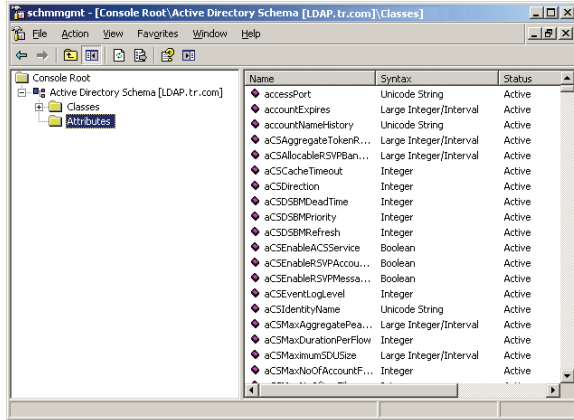 schmmgmt - [Console Root\Active Directory Schema [LDAP.tr.com]\Classes]
File Action View Favorites Window Help
Console Root
Active Directory Schema [LDAP.tr.com]
Classes
Attributes
Name Syntax Status
accessPort Unicode String Active
accountExpires Large Integer/Interval Active
accountNameHistory Unicode String Active
aCSAggregateTokenR... Large Integer/Interval Active
aCSAllocableRSVPBan... Large Integer/Interval Active
aCSCacheTimeout Integer Active
aCSDirection Integer Active
aCSDSBMDeadTime Integer Active
aCSDSBMPriority Integer Active
aCSDSBMRefresh Integer Active
aCSEnableACSService Boolean Active
aCSEnableRSVPAccou... Boolean Active
aCSEnableRSVPMessa... Boolean Active
aCSEventLogLevel Integer Active
aCSIdentityName Unicode String Active
aCSMaxAggregatePea... Large Integer/Interval Active
aCSMaxDurationPerFlow Integer Active
aCSMaximumSDUSize Large Integer/Interval Active
aCSMaxNoOfAccountF... Integer Active